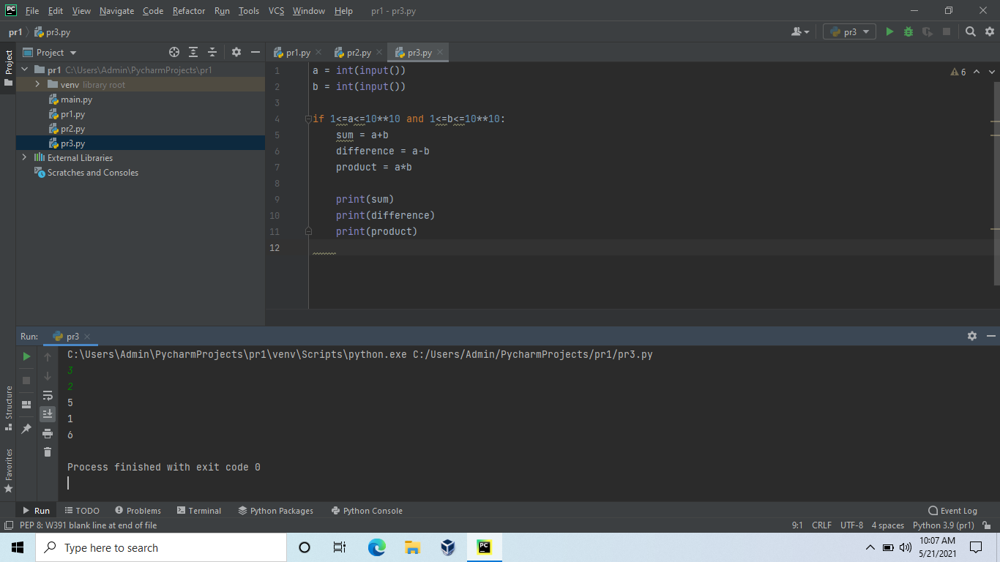 PC File Edit View Navigate Code Refactor Run Tools VCS Window Help pr1 - pr3.py
pr1 pr3.py pr3
Project
Project
pr1 C:\Users\Admin\PycharmProjects\pr1
venv library root
main.py
pr1.py
pr2.py
pr3.py
External Libraries
Scratches and Consoles
pr1.py pr2.py pr3.py
6
1 a = int(input())
2 b = int(input())
3
4 if 1<=a<=10**10 and 1<=b<=10**10:
5     sum = a+b
6     difference = a-b
7     product = a*b
8
9     print(sum)
10     print(difference)
11     print(product)
12
Run: pr3
C:\Users\Admin\PycharmProjects\pr1\venv\Scripts\python.exe C:/Users/Admin/PycharmProjects/pr1/pr3.py
3
2
5
1
6
Process finished with exit code 0
Structure
Favorites
Run TODO Problems Terminal Python Packages Python Console Event Log
PEP 8: W391 blank line at end of file 9:1 CRLF UTF-8 4 spaces Python 3.9 (pr1)
Type here to search PC 10:07 AM
5/21/2021